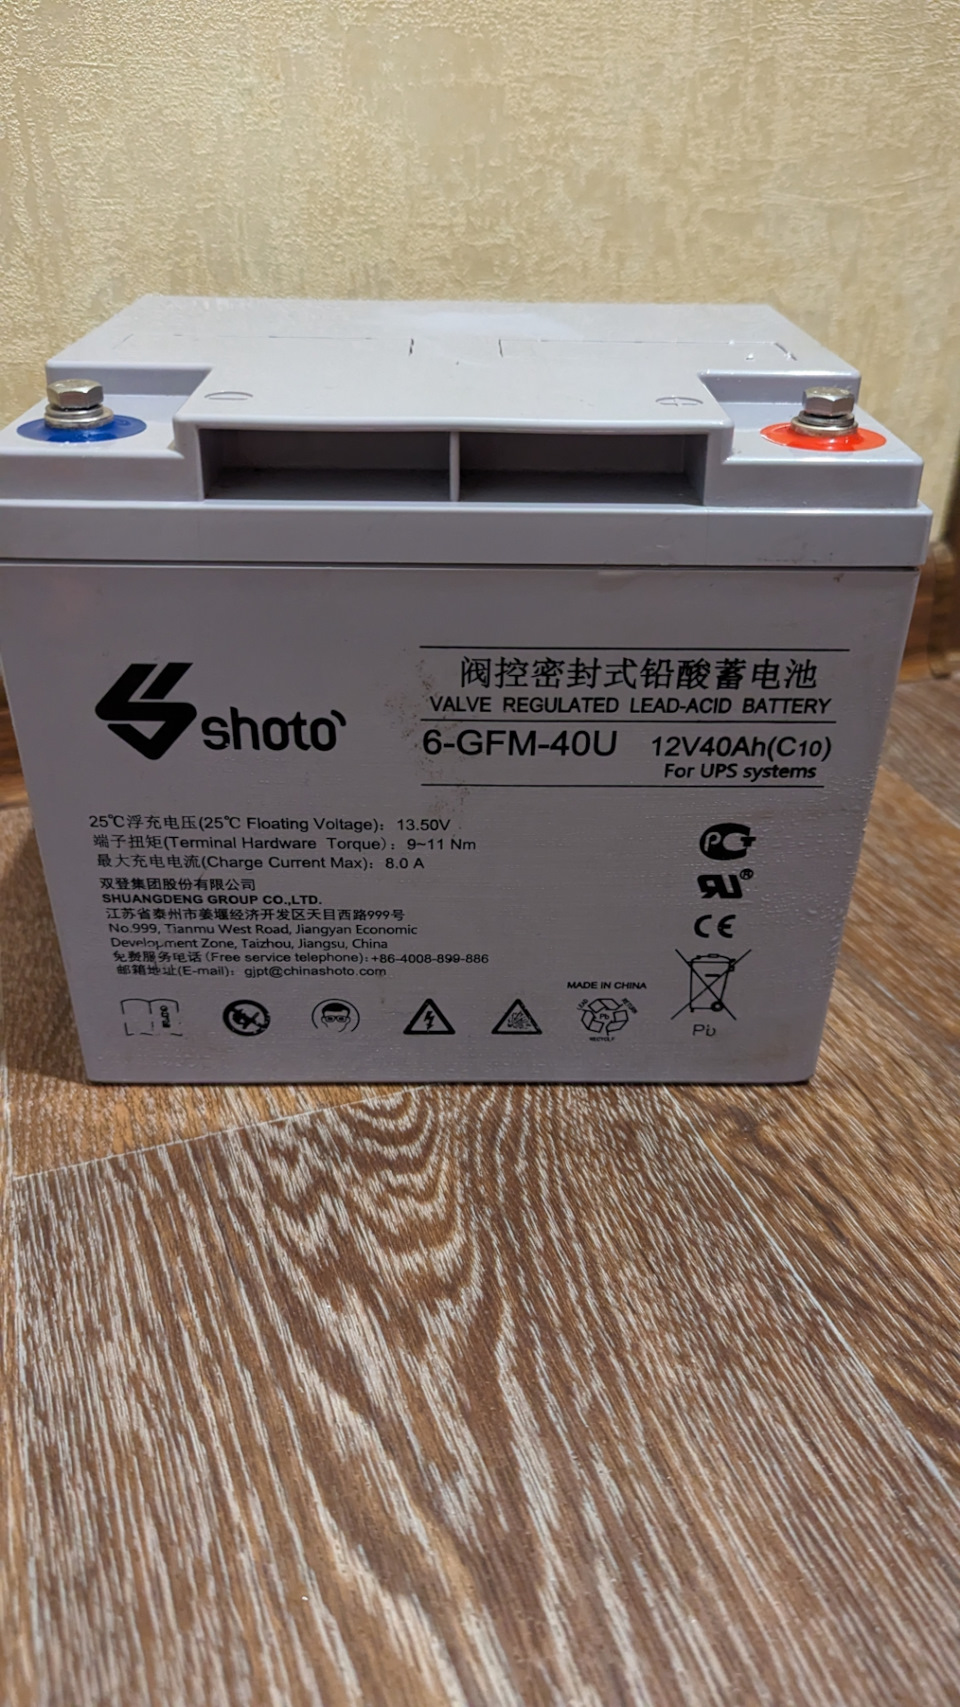 shoto
阀控密封式铅酸蓄电池
VALVE REGULATED LEAD-ACID BATTERY
6-GFM-40U 12V40Ah(C10)
For UPS systems
25℃浮充电压(25℃ Floating Voltage)：13.50V
端子扭矩(Terminal Hardware Torque)：9~11 Nm
最大充电电流(Charge Current Max)：8.0 A
双登集团股份有限公司
SHUANGDENG GROUP CO.,LTD.
江苏省泰州市姜堰经济开发区天目西路999号
No.999, Tianmu West Road, Jiangyan Economic
Development Zone, Taizhou, Jiangsu, China
免费服务电话(Free service telephone)：+86-4008-899-886
邮箱地址(E-mail)：gjpt@chinashoto.com
РСТ
RU®
CE
MADE IN CHINA
Pb
RECYCLE
Pb